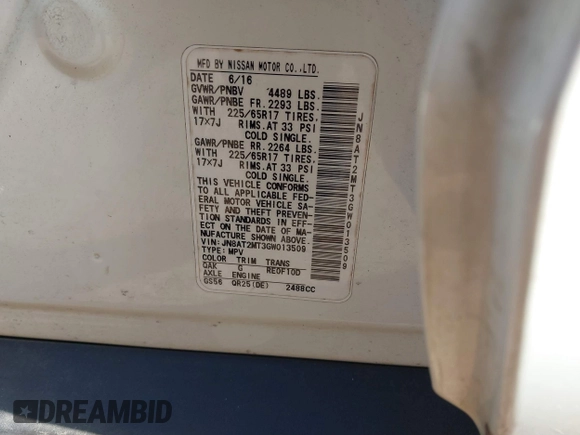 MFD BY NISSAN MOTOR CO.,LTD.
DATE 6/16
GVWR/PNBV 4489 LBS.
GAWR/PNBE FR. 2293 LBS.
WITH 225/65R17 TIRES.
17X7J RIMS. AT 33 PSI
COLD SINGLE.
GAWR/PNBE RR. 2264 LBS.
WITH 225/65R17 TIRES.
17X7J RIMS. AT 33 PSI
COLD SINGLE.
THIS VEHICLE CONFORMS
TO ALL APPLICABLE FED-
ERAL MOTOR VEHICLE SA-
FETY AND THEFT PREVEN-
TION STANDARDS IN EFF-
ECT ON THE DATE OF MA-
NUFACTURE SHOWN ABOVE.
VIN: JN8AT2MT3GW013509
TYPE: MPV
COLOR TRIM TRANS
QAK G RE0F10D
AXLE ENGINE
GS56 QR25(DE) 2488CC
JN8AT2MT3GW013509
DREAMBID